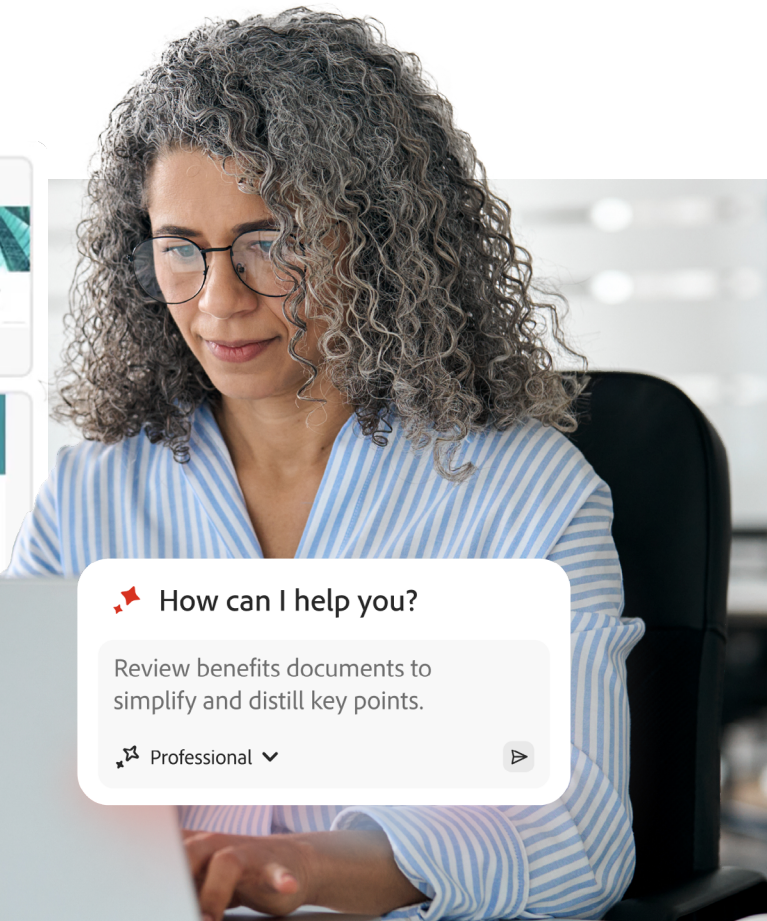 How can I help you?
Review benefits documents to
simplify and distill key points.
Professional